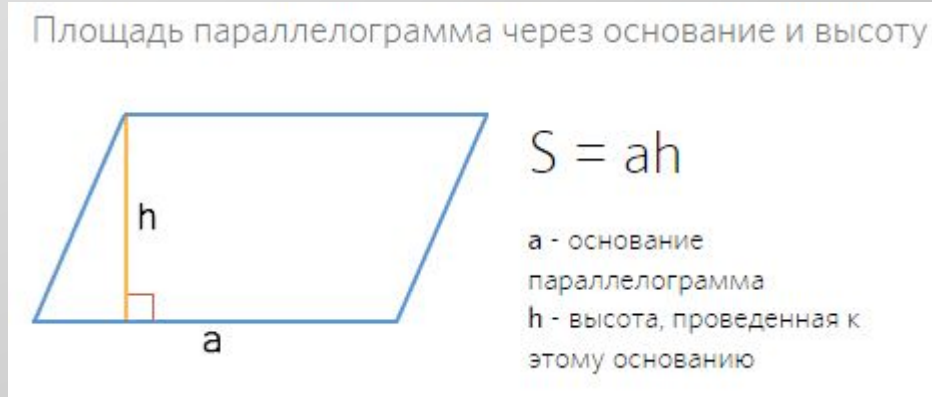 Площадь параллелограмма через основание и высоту
h
a
S = ah
a - основание
параллелограмма
h - высота, проведенная к
этому основанию